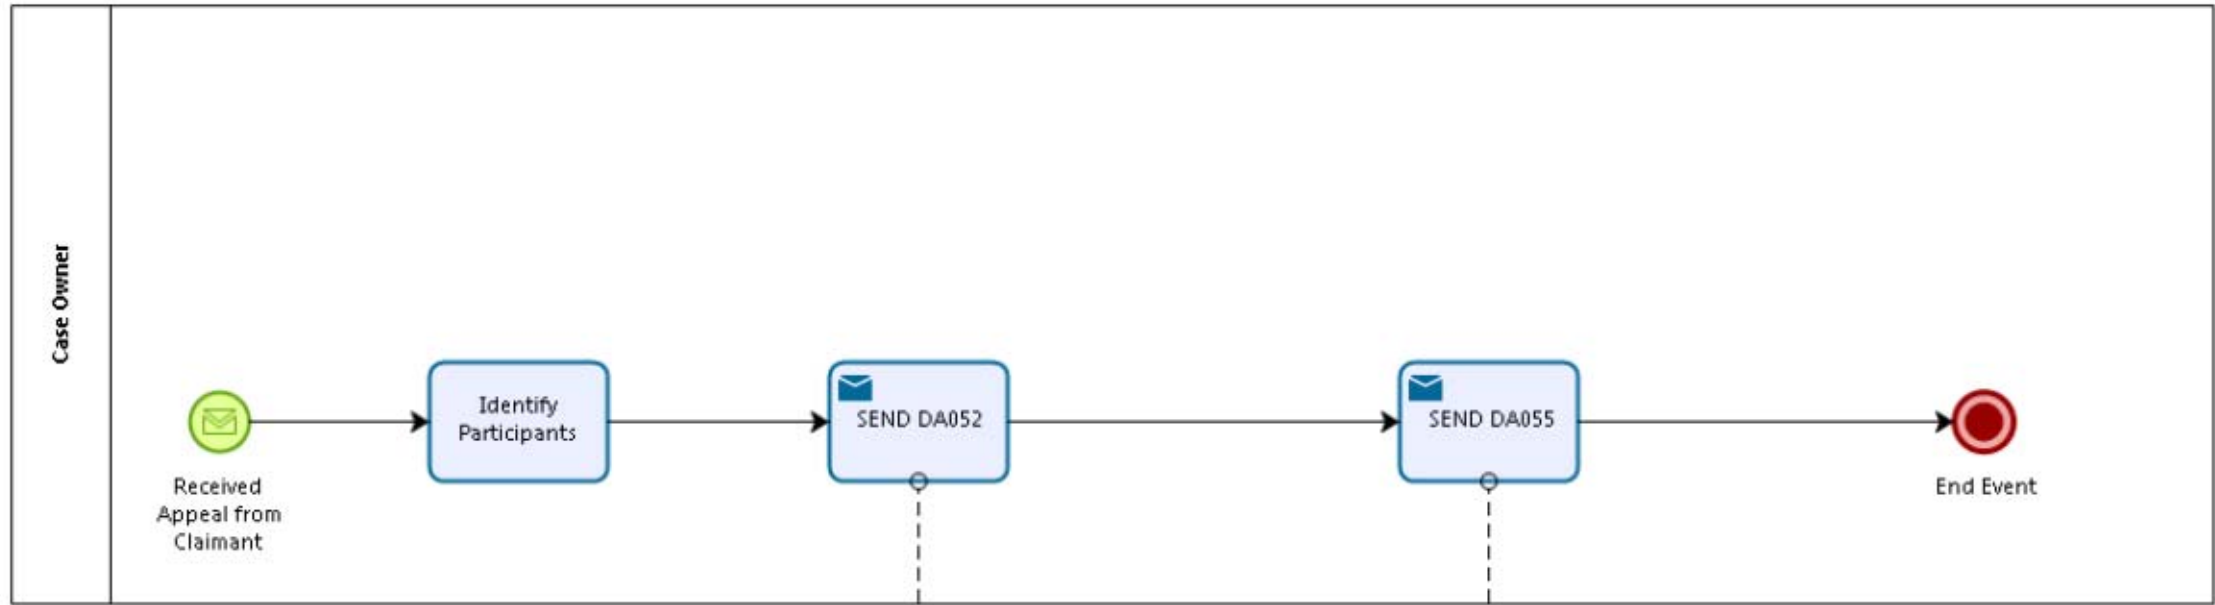 Case Owner
Received
Appeal from
Claimant
Identify
Participants
SEND DA052
SEND DA055
End Event